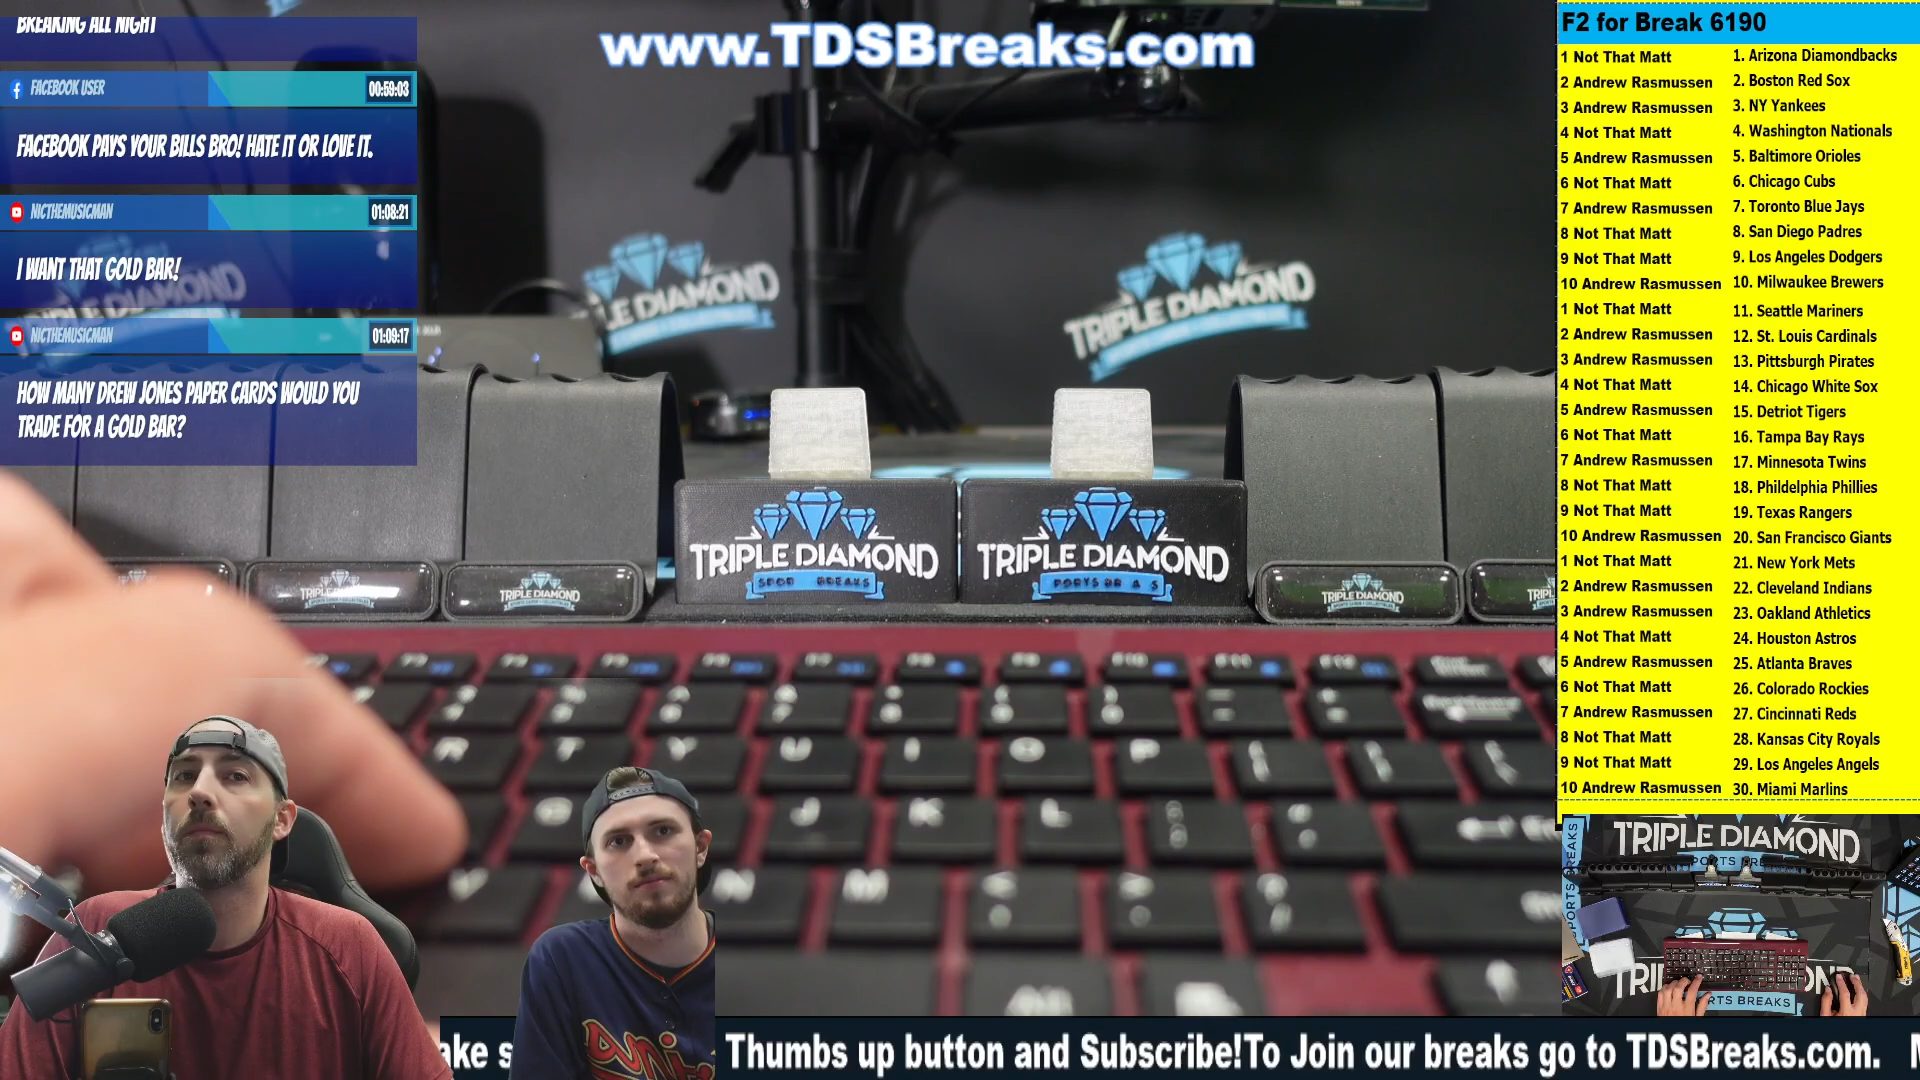 BREAKING ALL NIGHT
FACEBOOK USER
00:59:03
FACEBOOK PAYS YOUR BILLS BRO! HATE IT OR LOVE IT.
NICTHEMUSICMAN
01:08:21
I WANT THAT GOLD BAR!
NICTHEMUSICMAN
01:09:17
HOW MANY DREW JONES PAPER CARDS WOULD YOU
TRADE FOR A GOLD BAR?
www.TDSBreaks.com
TRIPLE DIAMOND
TRIPLE DIAMOND
TRIPLE DIAMOND
TRIPLE DIAMOND
TRIPLE DIAMOND
TRIPLE DIAMOND
F2 for Break 6190
1 Not That Matt 1. Arizona Diamondbacks
2 Andrew Rasmussen 2. Boston Red Sox
3 Andrew Rasmussen 3. NY Yankees
4 Not That Matt 4. Washington Nationals
5 Andrew Rasmussen 5. Baltimore Orioles
6 Not That Matt 6. Chicago Cubs
7 Andrew Rasmussen 7. Toronto Blue Jays
8 Not That Matt 8. San Diego Padres
9 Not That Matt 9. Los Angeles Dodgers
10 Andrew Rasmussen 10. Milwaukee Brewers
1 Not That Matt 11. Seattle Mariners
2 Andrew Rasmussen 12. St. Louis Cardinals
3 Andrew Rasmussen 13. Pittsburgh Pirates
4 Not That Matt 14. Chicago White Sox
5 Andrew Rasmussen 15. Detriot Tigers
6 Not That Matt 16. Tampa Bay Rays
7 Andrew Rasmussen 17. Minnesota Twins
8 Not That Matt 18. Phildelphia Phillies
9 Not That Matt 19. Texas Rangers
10 Andrew Rasmussen 20. San Francisco Giants
1 Not That Matt 21. New York Mets
2 Andrew Rasmussen 22. Cleveland Indians
3 Andrew Rasmussen 23. Oakland Athletics
4 Not That Matt 24. Houston Astros
5 Andrew Rasmussen 25. Atlanta Braves
6 Not That Matt 26. Colorado Rockies
7 Andrew Rasmussen 27. Cincinnati Reds
8 Not That Matt 28. Kansas City Royals
9 Not That Matt 29. Los Angeles Angels
10 Andrew Rasmussen 30. Miami Marlins
TRIPLE DIAMOND
SPORTS BREAKS
R T Y U I O P
G J K L
V N M
ake s
Thumbs up button and Subscribe!To Join our breaks go to TDSBreaks.com.